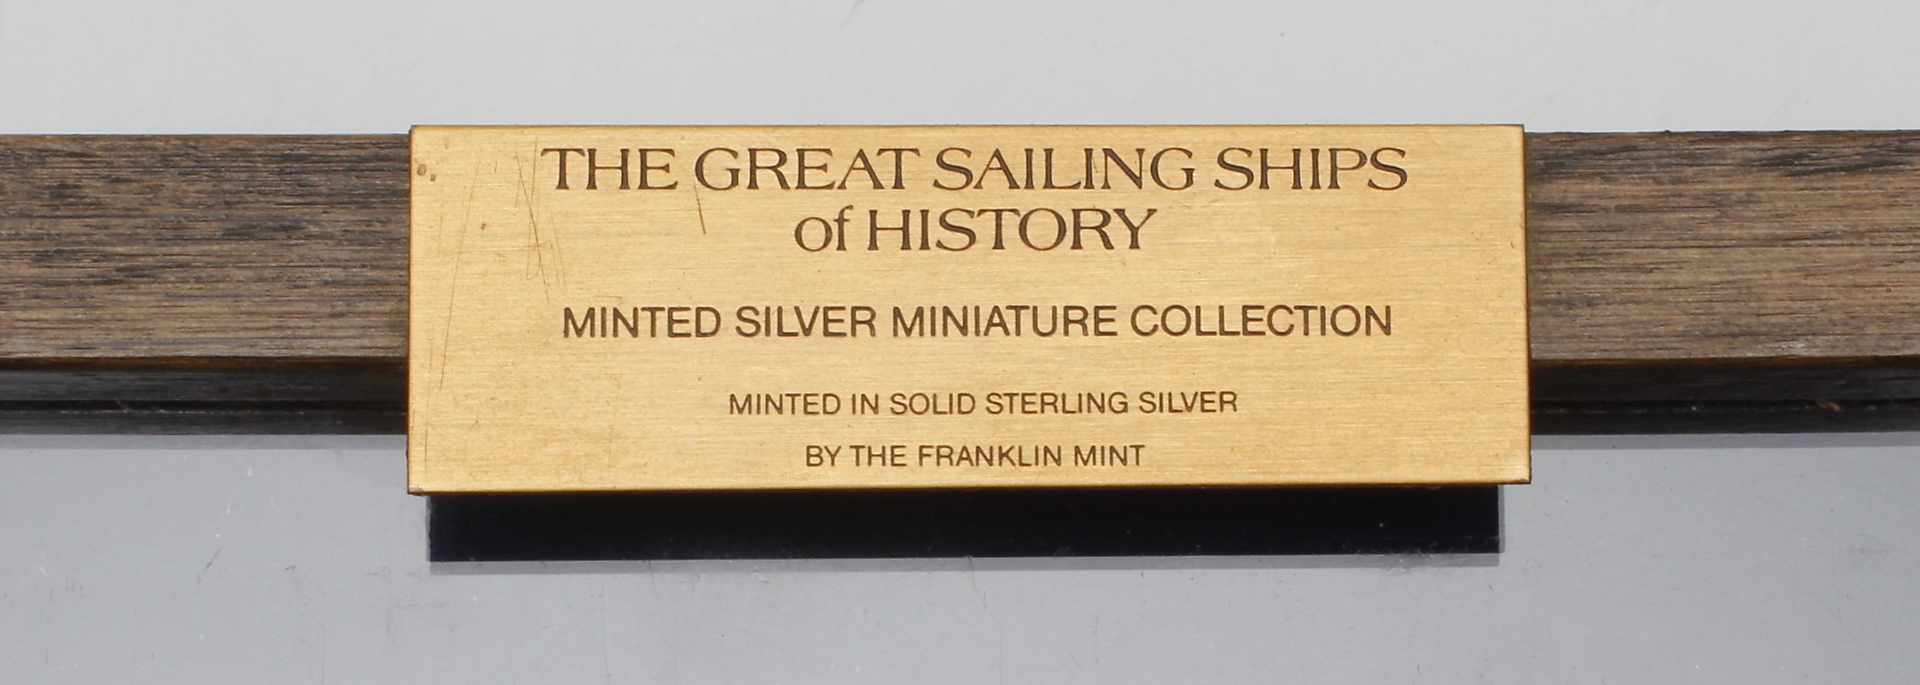 THE GREAT SAILING SHIPS
of HISTORY
MINTED SILVER MINIATURE COLLECTION
MINTED IN SOLID STERLING SILVER
BY THE FRANKLIN MINT